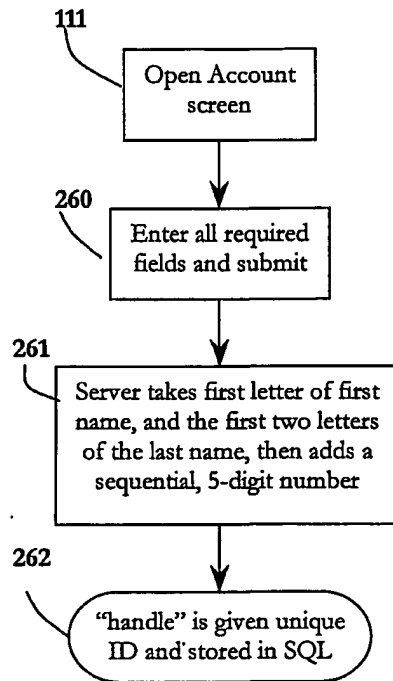 111
Open Account
screen
260
Enter all required
fields and submit
261
Server takes first letter of first
name, and the first two letters
of the last name, then adds a
sequential, 5-digit number
262
“handle” is given unique
ID and stored in SQL